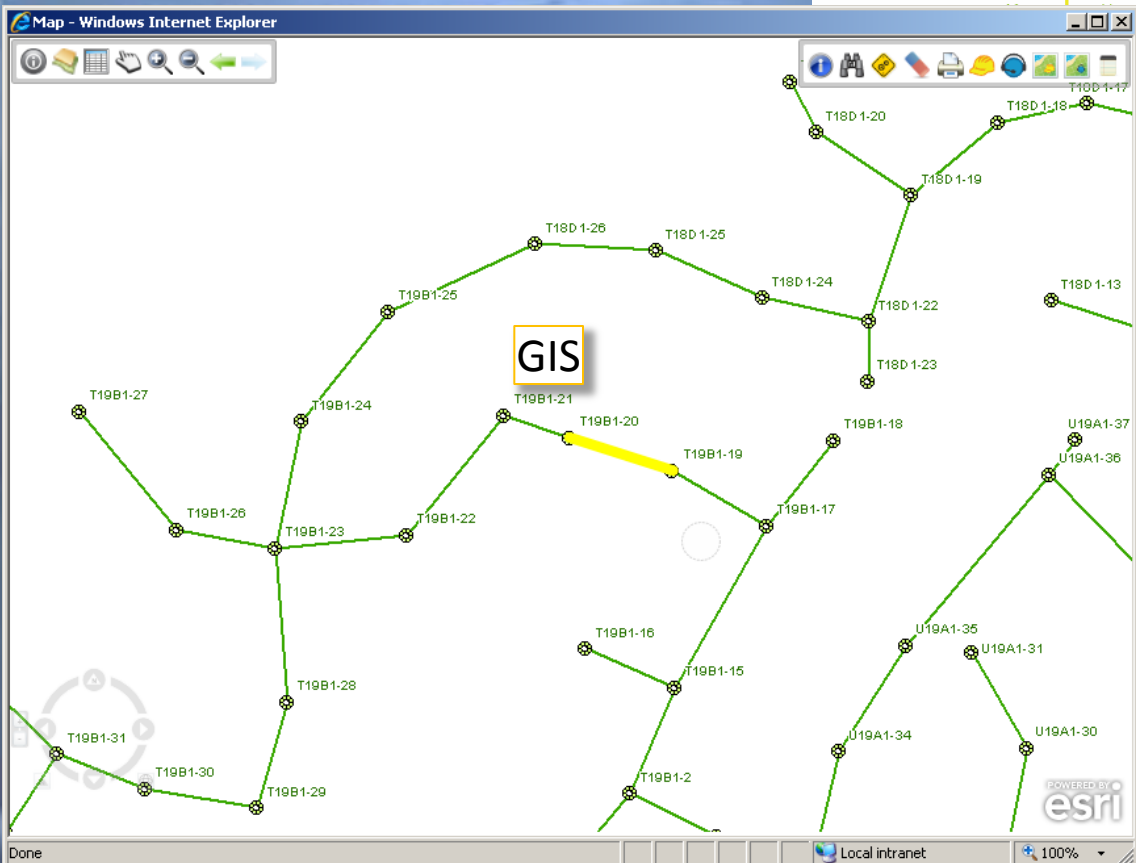 Map - Windows Internet Explorer
T18D1-17
T18D1-18
T18D1-20
T18D1-19
T18D1-26
T18D1-25
T18D1-24
T18D1-13
T19B1-25
T18D1-22
GIS
T18D1-23
T19B1-27
T19B1-21
T19B1-24
T19B1-20
T19B1-18
U19A1-37
T19B1-19
U19A1-36
T19B1-26
T19B1-17
T19B1-22
T19B1-23
T19B1-16
U19A1-35
U19A1-31
T19B1-15
T19B1-28
U19A1-30
T19B1-31
U19A1-34
T19B1-30
T19B1-2
T19B1-29
POWERED BY
esri
Done
Local intranet
100%